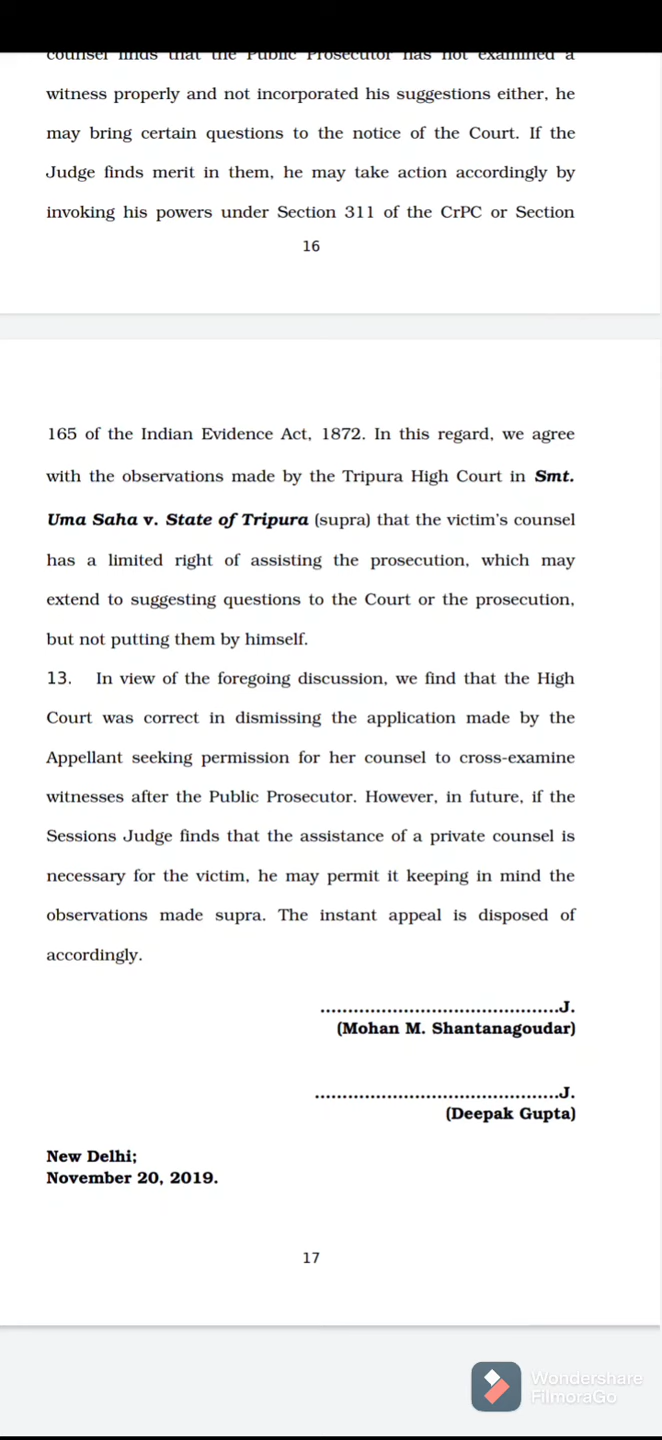 counsel finds that the Public Prosecutor has not examined a
witness properly and not incorporated his suggestions either, he
may bring certain questions to the notice of the Court. If the
Judge finds merit in them, he may take action accordingly by
invoking his powers under Section 311 of the CrPC or Section
16
165 of the Indian Evidence Act, 1872. In this regard, we agree
with the observations made by the Tripura High Court in Smt.
Uma Saha v. State of Tripura (supra) that the victim's counsel
has a limited right of assisting the prosecution, which may
extend to suggesting questions to the Court or the prosecution,
but not putting them by himself.
13. In view of the foregoing discussion, we find that the High
Court was correct in dismissing the application made by the
Appellant seeking permission for her counsel to cross-examine
witnesses after the Public Prosecutor. However, in future, if the
Sessions Judge finds that the assistance of a private counsel is
necessary for the victim, he may permit it keeping in mind the
observations made supra. The instant appeal is disposed of
accordingly.
...........................................J.
(Mohan M. Shantanagoudar)
............................................J.
(Deepak Gupta)
New Delhi;
November 20, 2019.
17
Wondershare
FilmoraGo